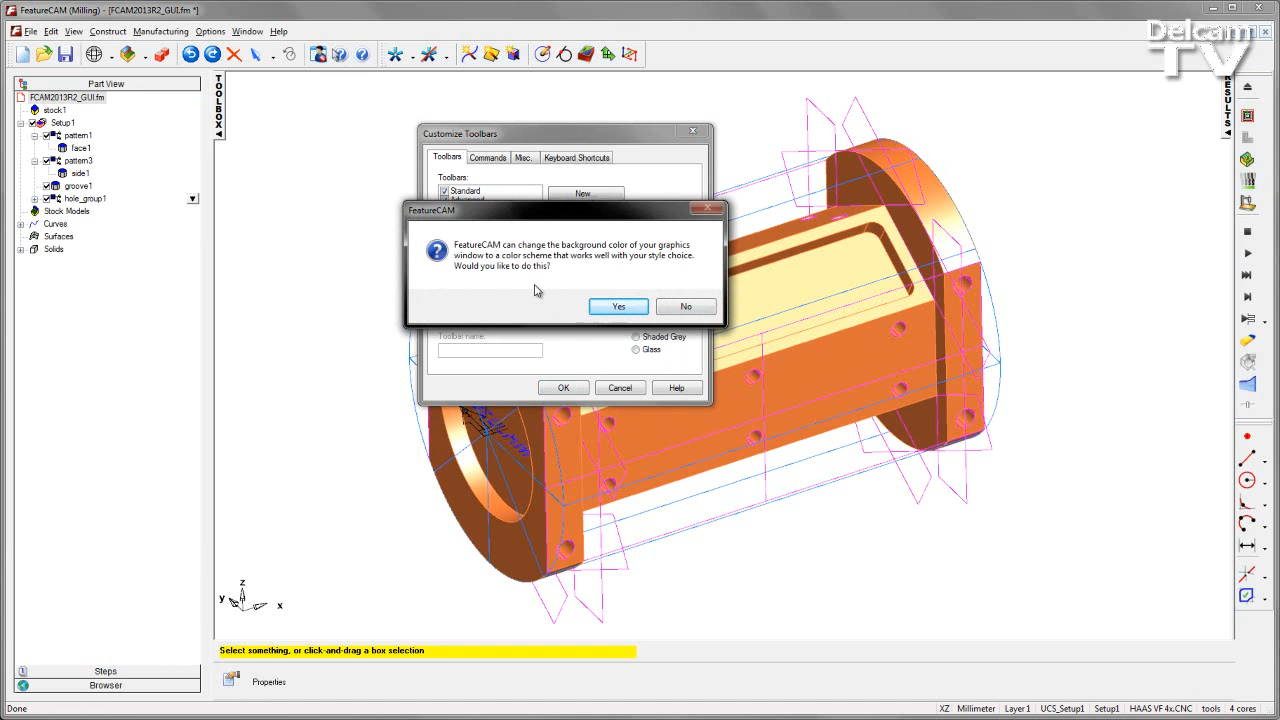 FeatureCAM (Milling) - [FCAM2013R2_GUI.fm *]
File Edit View Construct Manufacturing Options Window Help
Delcam
TV
Part View
FCAM2013R2_GUI.fm
stock1
Setup1
pattern1
face1
pattern3
side1
groove1
hole_group1
Stock Models
Curves
Surfaces
Solids
Steps
Browser
TOOLBOX
RESULTS
Customize Toolbars
Toolbars Commands Misc. Keyboard Shortcuts
Toolbars:
Standard
New...
FeatureCAM
FeatureCAM can change the background color of your graphics
window to a color scheme that works well with your style choice.
Would you like to do this?
Yes No
Toolbar name:
Shaded Grey
Glass
OK Cancel Help
z
y
x
Select something, or click-and-drag a box selection
Properties
Done
XZ Millimeter Layer1 UCS_Setup1 Setup1 HAAS VF 4x.CNC tools 4 cores